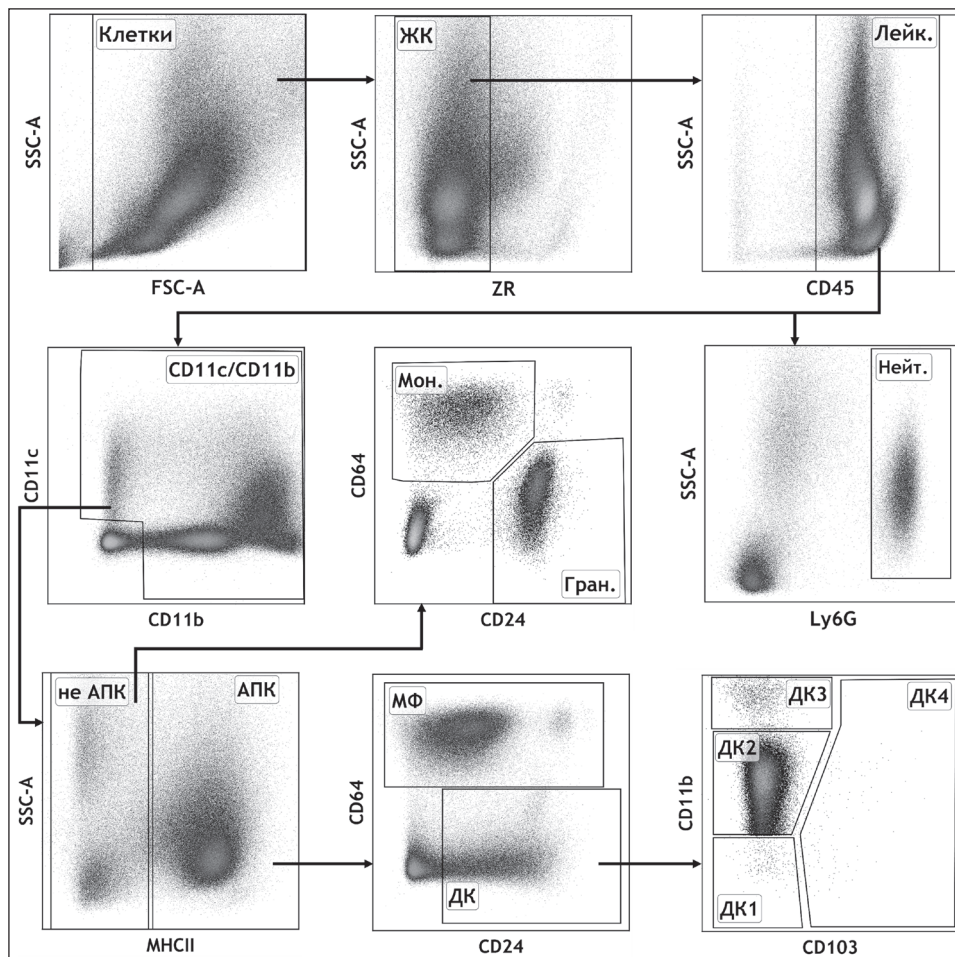 Клетки
SSC-A
FSC-A
ЖК
SSC-A
ZR
Лейк.
SSC-A
CD45
CD11c/CD11b
CD11c
CD11b
Мон.
CD64
Гран.
CD24
Нейт.
SSC-A
Ly6G
не АПК
АПК
SSC-A
MHCII
МФ
CD64
ДК
CD24
ДК3
ДК4
ДК2
CD11b
ДК1
CD103